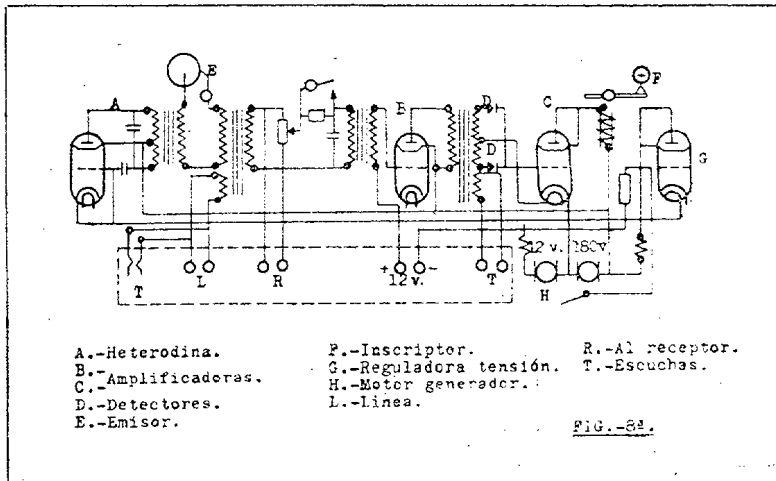 E F
A B D C
D G
12 v. 280v.
T L R + 12 v. - T H
A.-Heterodina. F.-Inscriptor. R.-Al receptor.
B.- G.-Reguladora tensión. T.-Escuchas.
C.-Amplificadoras. H.-Motor generador.
D.-Detectores. L.-Linea.
E.-Emisor.
FIG.-8ª.